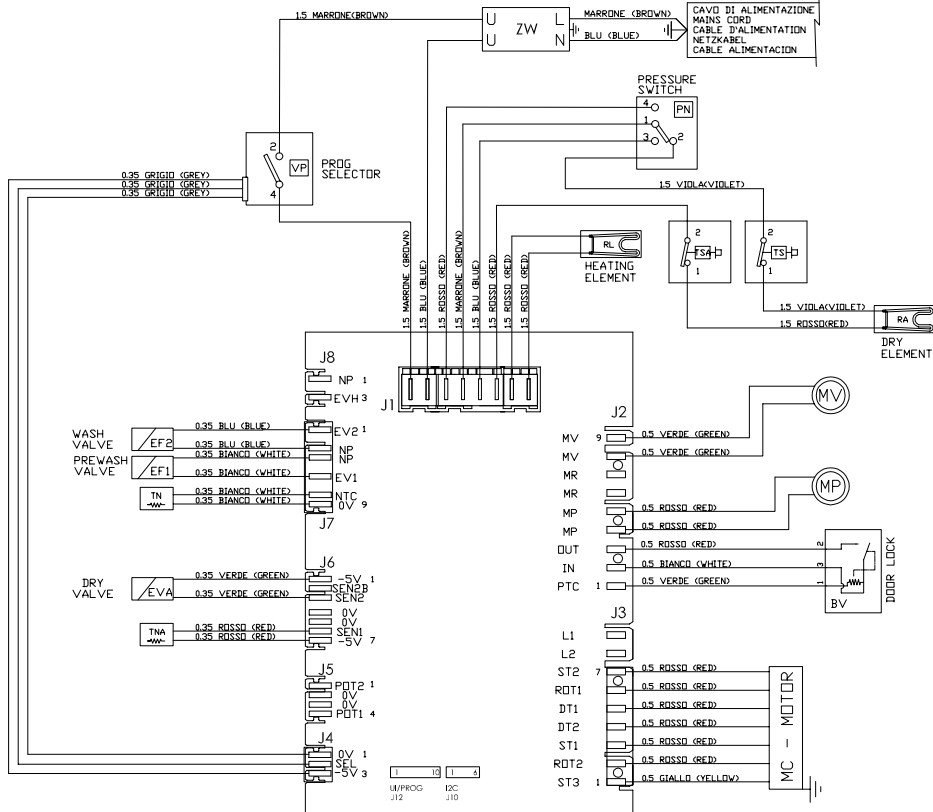 1.5 MARRONE(BROWN)
U
U
ZW
L
N
MARRONE (BROWN)
BLU (BLUE)
CAVO DI ALIMENTAZIONE
MAINS CORD
CABLE D'ALIMENTATION
NETZKABEL
CABLE ALIMENTACION
PRESSURE
SWITCH
4
1
3
2
PN
2
4
VP
PROG
SELECTOR
0.35 GRIGIO (GREY)
0.35 GRIGIO (GREY)
0.35 GRIGIO (GREY)
1.5 VIOLA(VIOLET)
2
TSA
1
2
TS
1
RL
HEATING
ELEMENT
1.5 MARRONE (BROWN)
1.5 BLU (BLUE)
1.5 ROSSO (RED)
1.5 MARRONE (BROWN)
1.5 BLU (BLUE)
1.5 ROSSO (RED)
1.5 ROSSO (RED)
1.5 ROSSO (RED)
1.5 VIOLA(VIOLET)
1.5 ROSSO(RED)
RA
DRY
ELEMENT
J1
J8
NP 1
EVH 3
WASH
VALVE
EF2
0.35 BLU (BLUE)
0.35 BLU (BLUE)
EV2 1
NP
PREWASH
VALVE
EF1
0.35 BIANCO (WHITE)
0.35 BIANCO (WHITE)
NP
EV1
TN
0.35 BIANCO (WHITE)
0.35 BIANCO (WHITE)
NTC
0V 9
J7
J6
DRY
VALVE
EVA
0.35 VERDE (GREEN)
0.35 VERDE (GREEN)
-5V 1
SEN2B
SEN2
0V
0V
TNA
0.35 ROSSO (RED)
0.35 ROSSO (RED)
SEN1
-5V 7
J5
POT2 1
0V
0V
POT1 4
J4
0V 1
SEL
-5V 3
1 10
UI/PROG
J12
1 6
I2C
J10
J2
MV 9 0.5 VERDE (GREEN)
MV 0.5 VERDE (GREEN)
MV
MR
MR
MP 0.5 ROSSO (RED)
MP 0.5 ROSSO (RED)
MP
OUT 0.5 ROSSO (RED) 2
IN 0.5 BIANCO (WHITE) 3
PTC 1 0.5 VERDE (GREEN) 1
BV
DOOR LOCK
J3
L1
L2
ST2 7 0.5 ROSSO (RED)
ROT1 0.5 ROSSO (RED)
DT1 0.5 ROSSO (RED)
DT2 0.5 ROSSO (RED)
ST1 0.5 ROSSO (RED)
ROT2 0.5 ROSSO (RED)
ST3 1 0.5 GIALLO (YELLOW)
MC - MOTOR